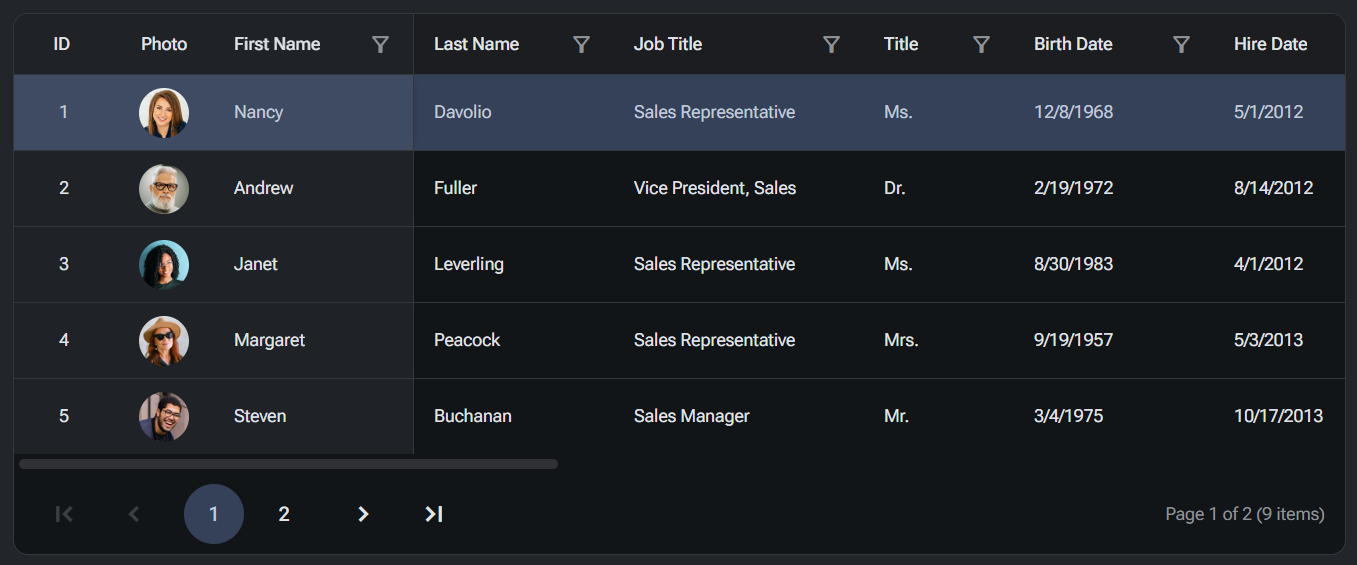 ID Photo First Name Last Name Job Title Title Birth Date Hire Date
1 Nancy Davolio Sales Representative Ms. 12/8/1968 5/1/2012
2 Andrew Fuller Vice President, Sales Dr. 2/19/1972 8/14/2012
3 Janet Leverling Sales Representative Ms. 8/30/1983 4/1/2012
4 Margaret Peacock Sales Representative Mrs. 9/19/1957 5/3/2013
5 Steven Buchanan Sales Manager Mr. 3/4/1975 10/17/2013
1 2 Page 1 of 2 (9 items)